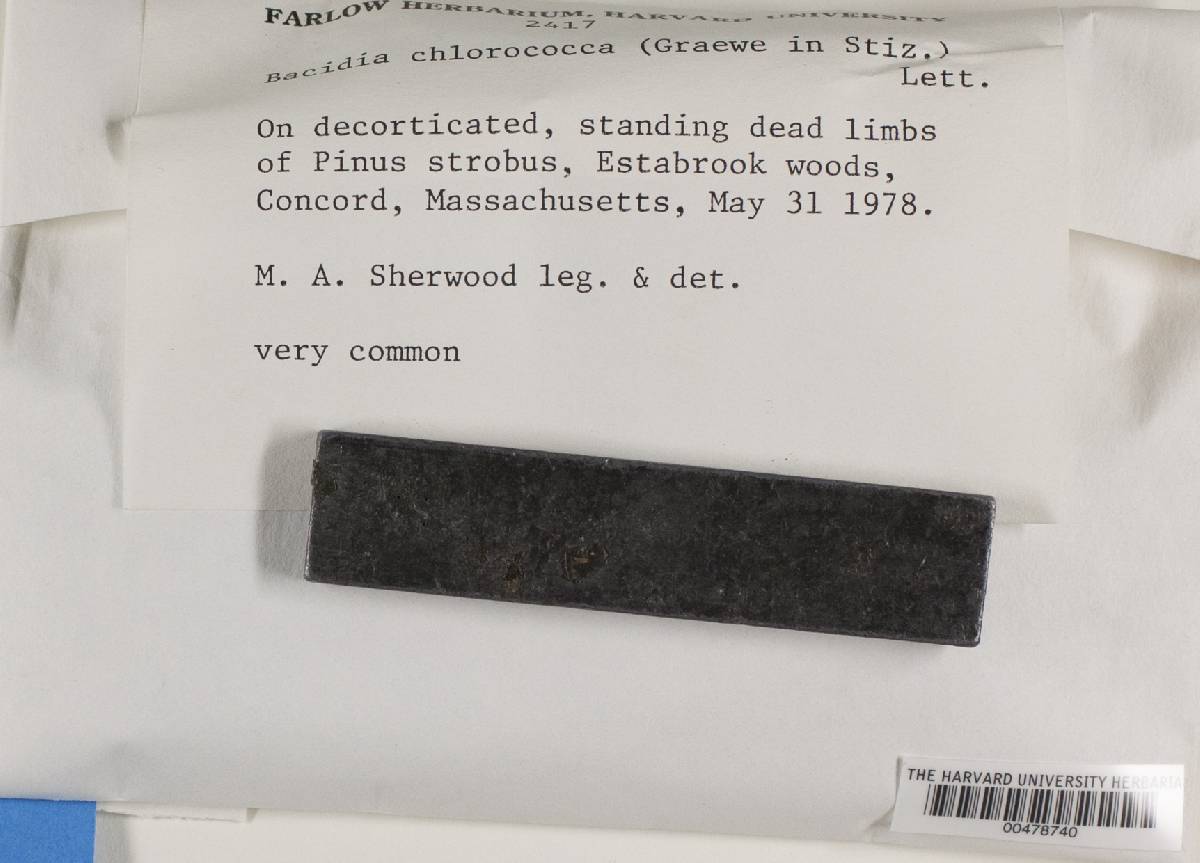 FARLOW HERBARIUM, HARVARD UNIVERSITY
2417
Bacidia chlorococca (Graewe in Stiz.)
Lett.
On decorticated, standing dead limbs
of Pinus strobus, Estabrook woods,
Concord, Massachusetts, May 31 1978.
M. A. Sherwood leg. & det.
very common
THE HARVARD UNIVERSITY HERBARIA
00478740